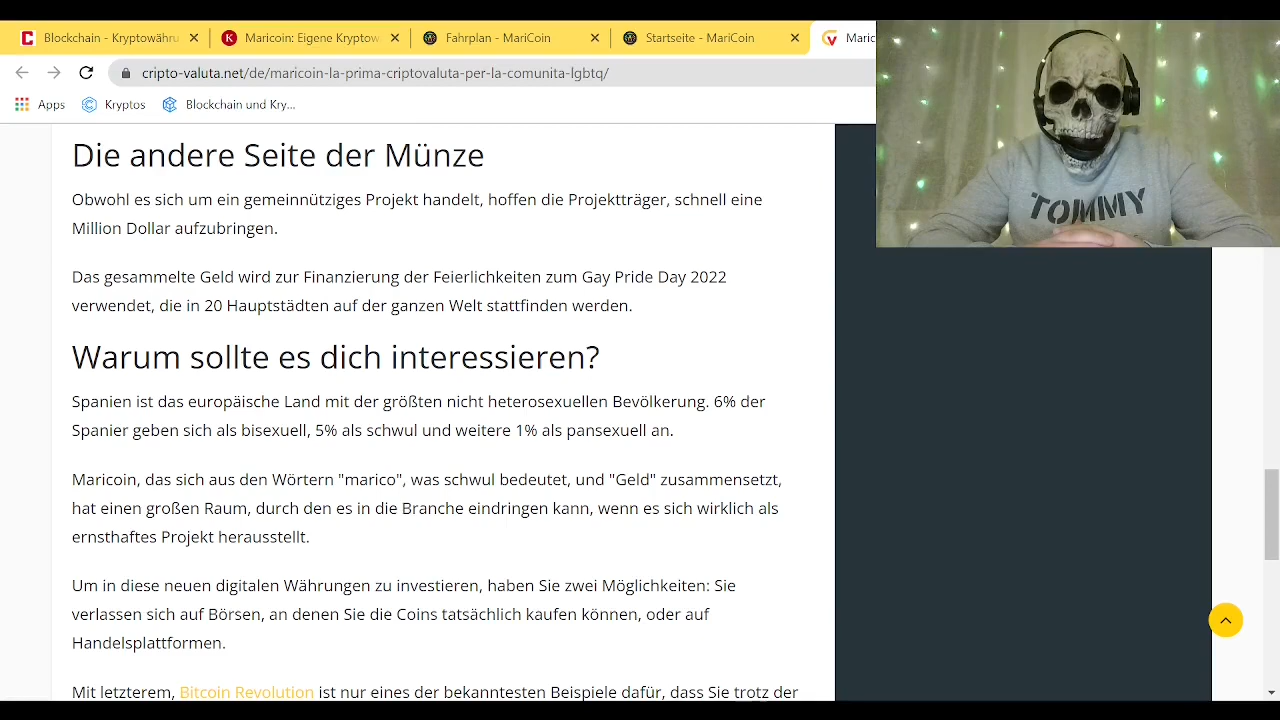 Blockchain - Kryptowähru
Maricoin: Eigene Kryptow
Fahrplan - MariCoin
Startseite - MariCoin
Maric
cripto-valuta.net/de/maricoin-la-prima-criptovaluta-per-la-comunita-lgbtq/
Apps
Kryptos
Blockchain und Kry...
TOMMY
Die andere Seite der Münze
Obwohl es sich um ein gemeinnütziges Projekt handelt, hoffen die Projektträger, schnell eine
Million Dollar aufzubringen.
Das gesammelte Geld wird zur Finanzierung der Feierlichkeiten zum Gay Pride Day 2022
verwendet, die in 20 Hauptstädten auf der ganzen Welt stattfinden werden.
Warum sollte es dich interessieren?
Spanien ist das europäische Land mit der größten nicht heterosexuellen Bevölkerung. 6% der
Spanier geben sich als bisexuell, 5% als schwul und weitere 1% als pansexuell an.
Maricoin, das sich aus den Wörtern "marico", was schwul bedeutet, und "Geld" zusammensetzt,
hat einen großen Raum, durch den es in die Branche eindringen kann, wenn es sich wirklich als
ernsthaftes Projekt herausstellt.
Um in diese neuen digitalen Währungen zu investieren, haben Sie zwei Möglichkeiten: Sie
verlassen sich auf Börsen, an denen Sie die Coins tatsächlich kaufen können, oder auf
Handelsplattformen.
Mit letzterem, Bitcoin Revolution ist nur eines der bekanntesten Beispiele dafür, dass Sie trotz der